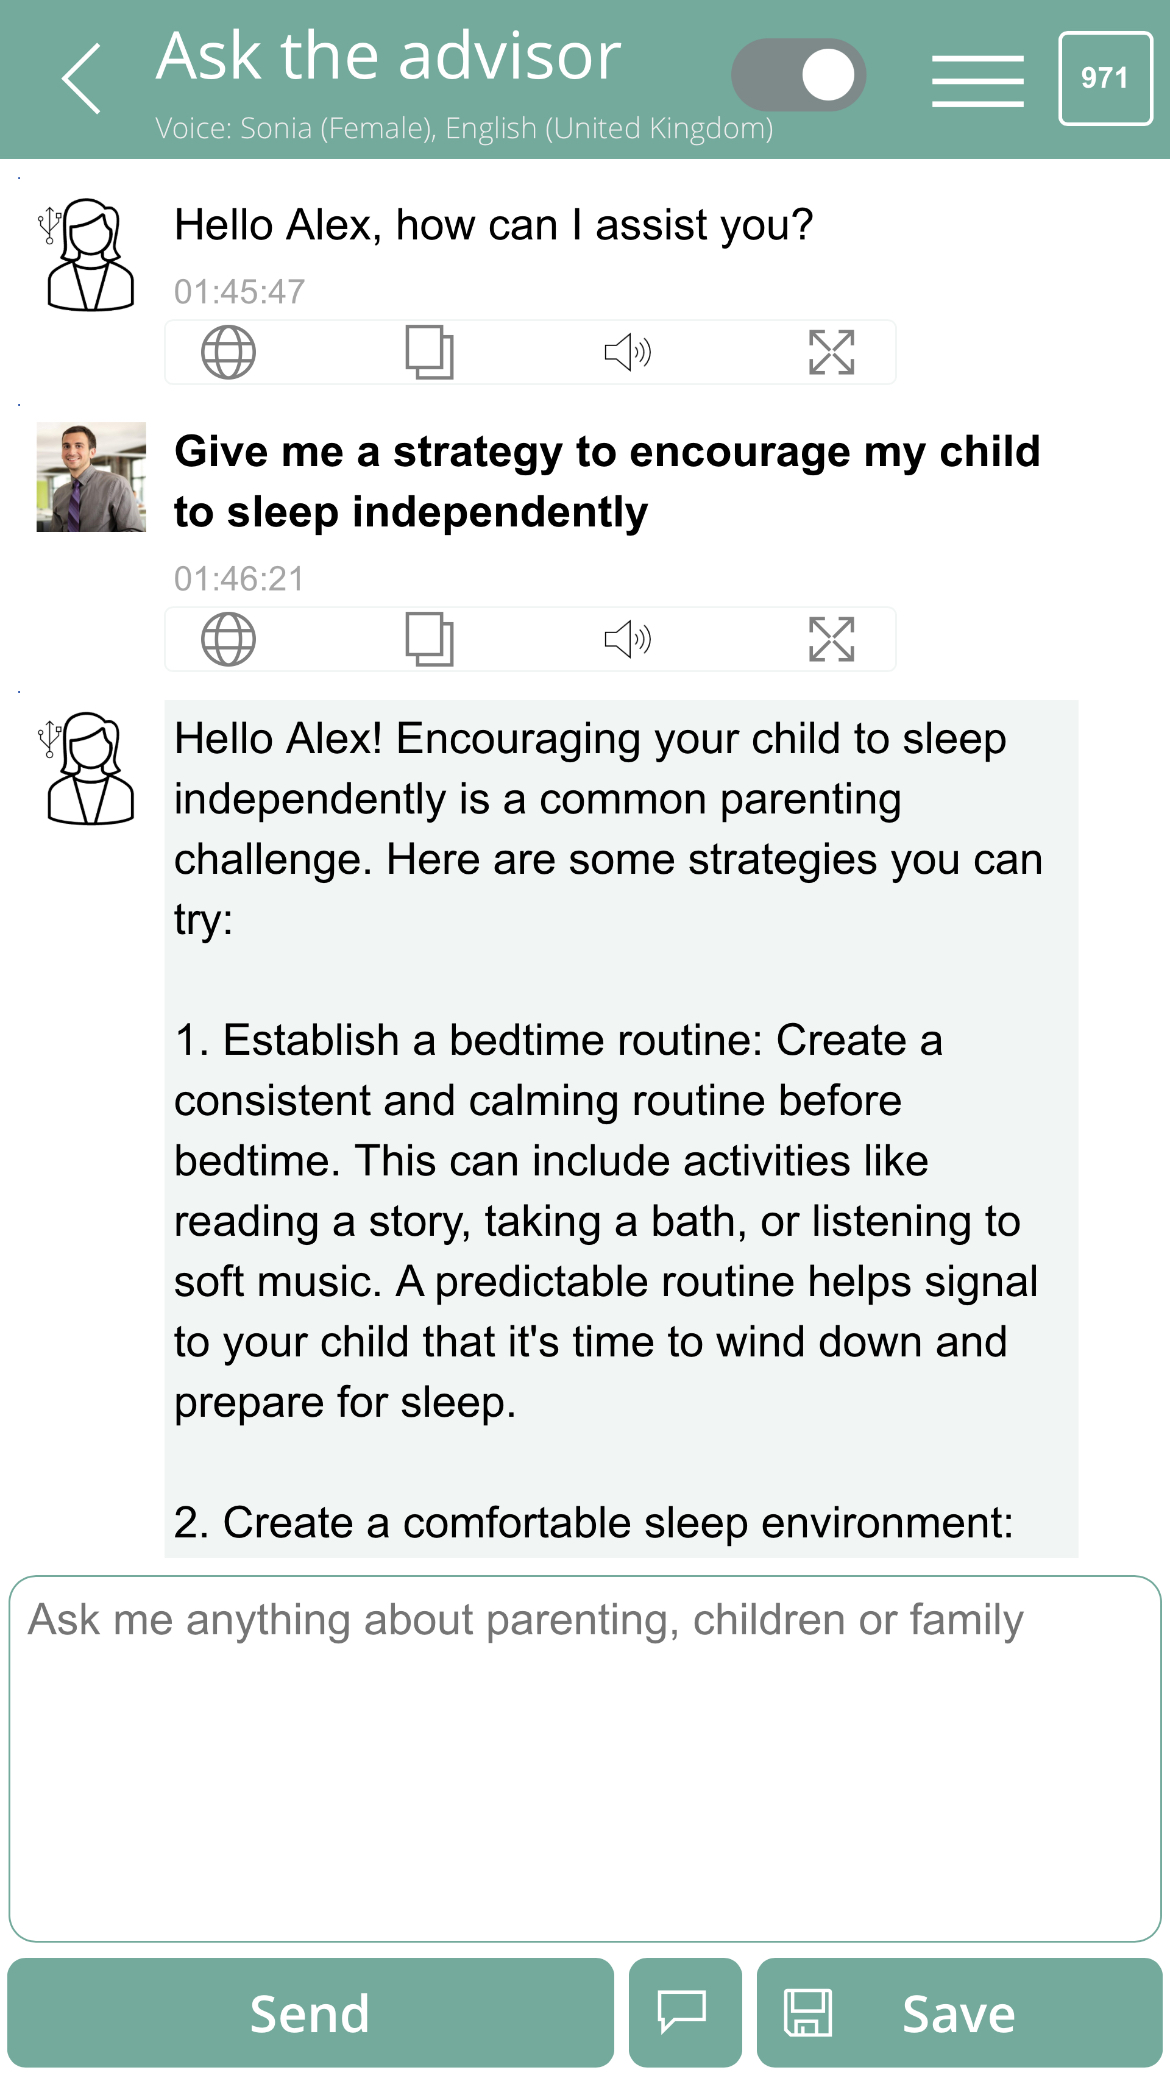 Ask the advisor
Voice: Sonia (Female), English (United Kingdom)
971
Hello Alex, how can I assist you?
01:45:47
Give me a strategy to encourage my child
to sleep independently
01:46:21
Hello Alex! Encouraging your child to sleep
independently is a common parenting
challenge. Here are some strategies you can
try:
1. Establish a bedtime routine: Create a
consistent and calming routine before
bedtime. This can include activities like
reading a story, taking a bath, or listening to
soft music. A predictable routine helps signal
to your child that it's time to wind down and
prepare for sleep.
2. Create a comfortable sleep environment:
Ask me anything about parenting, children or family
Send
Save